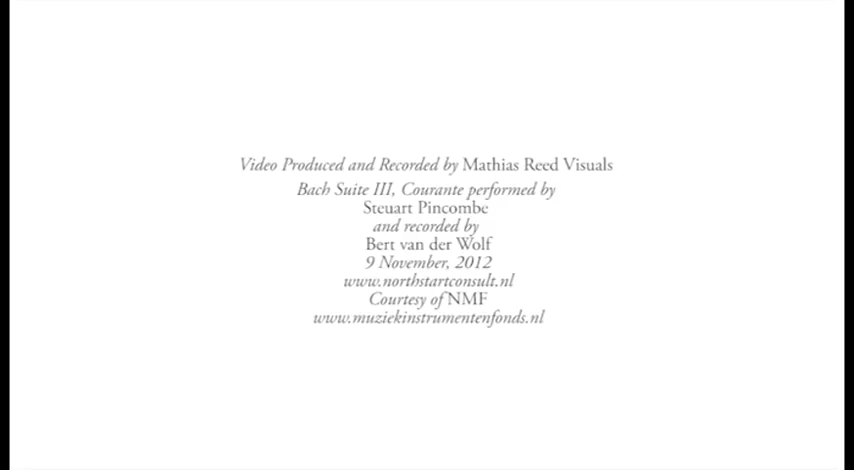 Video Produced and Recorded by Mathias Reed Visuals
Bach Suite III, Courante performed by
Steuart Pincombe
and recorded by
Bert van der Wolf
9 November, 2012
www.northstartconsult.nl
Courtesy of NMF
www.muziekinstrumentenfonds.nl